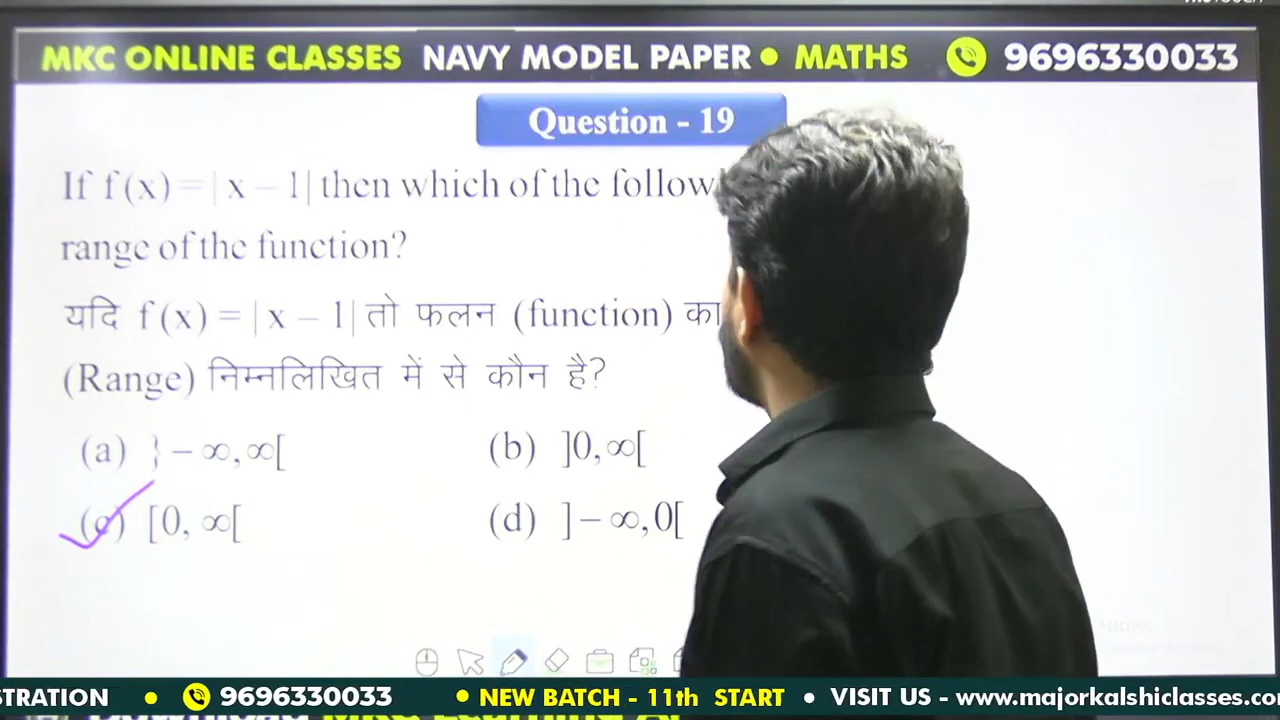 MKC ONLINE CLASSES NAVY MODEL PAPER • MATHS 9696330033
Question - 19
If f(x) = | x – 1| then which of the follow
range of the function?
यदि f(x) = | x – 1| तो फलन (function) का
(Range) निम्नलिखित में से कौन है?
(a) } – ∞, ∞[
(b) ]0, ∞[
(c) [0, ∞[
(d) ] – ∞, 0[
STRATION • 9696330033 • NEW BATCH - 11th START • VISIT US - www.majorkalshiclasses.co